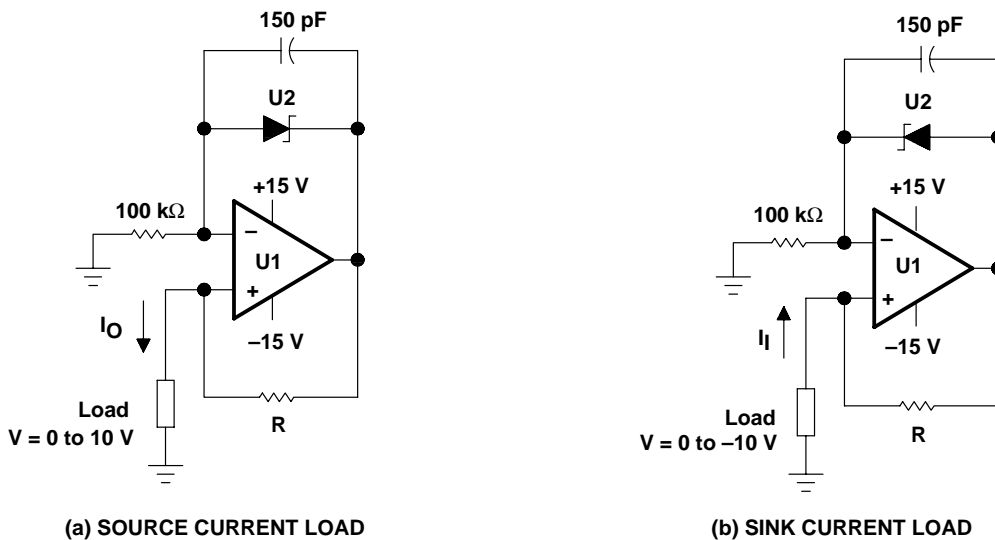 150 pF
U2
+15 V
100 kΩ
−
U1
+
IO
–15 V
Load
V = 0 to 10 V
R
(a) SOURCE CURRENT LOAD
150 pF
U2
+15 V
100 kΩ
−
U1
+
II
–15 V
Load
V = 0 to –10 V
R
(b) SINK CURRENT LOAD